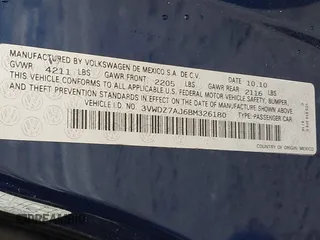 MANUFACTURED BY VOLKSWAGEN DE MEXICO S.A. DE C.V.
GVWR 4211 LBS GAWR FRONT 2205 LBS GAWR REAR 2116 LBS 10.10
THIS VEHICLE CONFORMS TO ALL APPLICABLE U.S. FEDERAL MOTOR VEHICLE SAFETY, BUMPER,
AND THEFT PREVENTION STANDARDS IN EFFECT ON THE DATE OF MANUFACTURE SHOWN ABOVE
VEHICLE IDENT. NO.: 3VWDZ7AJ6BM326180 TYPE: PASSENGER CAR
COUNTRY OF ORIGIN: MEXICO